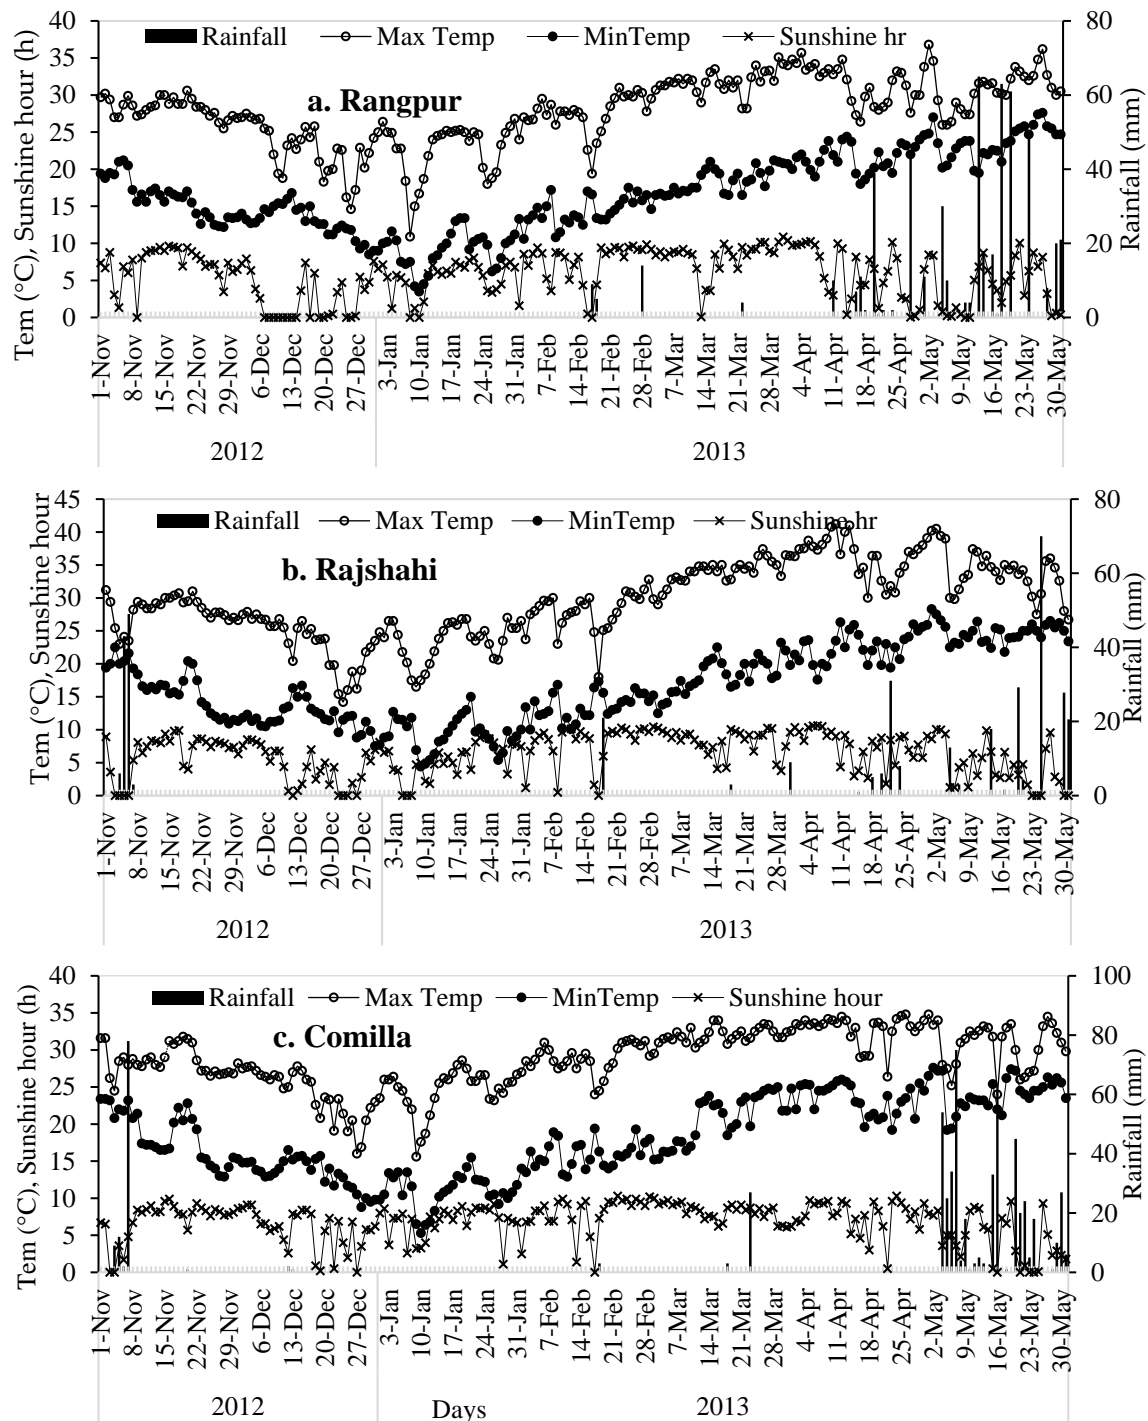 40
35
30
25
20
15
10
5
0
Tem (°C), Sunshine hour (h)
Rainfall Max Temp MinTemp Sunshine hr
a. Rangpur
80
60
40
20
0
Rainfall (mm)
1-Nov 8-Nov 15-Nov 22-Nov 29-Nov 6-Dec 13-Dec 20-Dec 27-Dec 3-Jan 10-Jan 17-Jan 24-Jan 31-Jan 7-Feb 14-Feb 21-Feb 28-Feb 7-Mar 14-Mar 21-Mar 28-Mar 4-Apr 11-Apr 18-Apr 25-Apr 2-May 9-May 16-May 23-May 30-May
2012 2013
45
40
35
30
25
20
15
10
5
0
Tem (°C), Sunshine hour
Rainfall Max Temp MinTemp Sunshine hr
b. Rajshahi
80
60
40
20
0
Rainfall (mm)
1-Nov 8-Nov 15-Nov 22-Nov 29-Nov 6-Dec 13-Dec 20-Dec 27-Dec 3-Jan 10-Jan 17-Jan 24-Jan 31-Jan 7-Feb 14-Feb 21-Feb 28-Feb 7-Mar 14-Mar 21-Mar 28-Mar 4-Apr 11-Apr 18-Apr 25-Apr 2-May 9-May 16-May 23-May 30-May
2012 2013
40
35
30
25
20
15
10
5
0
Tem (°C), Sunshine hour (h)
Rainfall Max Temp MinTemp Sunshine hour
c. Comilla
100
80
60
40
20
0
Rainfall (mm)
1-Nov 8-Nov 15-Nov 22-Nov 29-Nov 6-Dec 13-Dec 20-Dec 27-Dec 3-Jan 10-Jan 17-Jan 24-Jan 31-Jan 7-Feb 14-Feb 21-Feb 28-Feb 7-Mar 14-Mar 21-Mar 28-Mar 4-Apr 11-Apr 18-Apr 25-Apr 2-May 9-May 16-May 23-May 30-May
2012 2013
Days